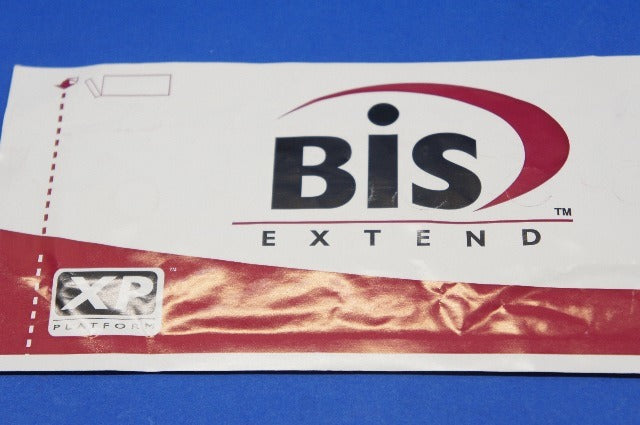 BiS
TM
EXTEND
XP
TM
PLATFORM